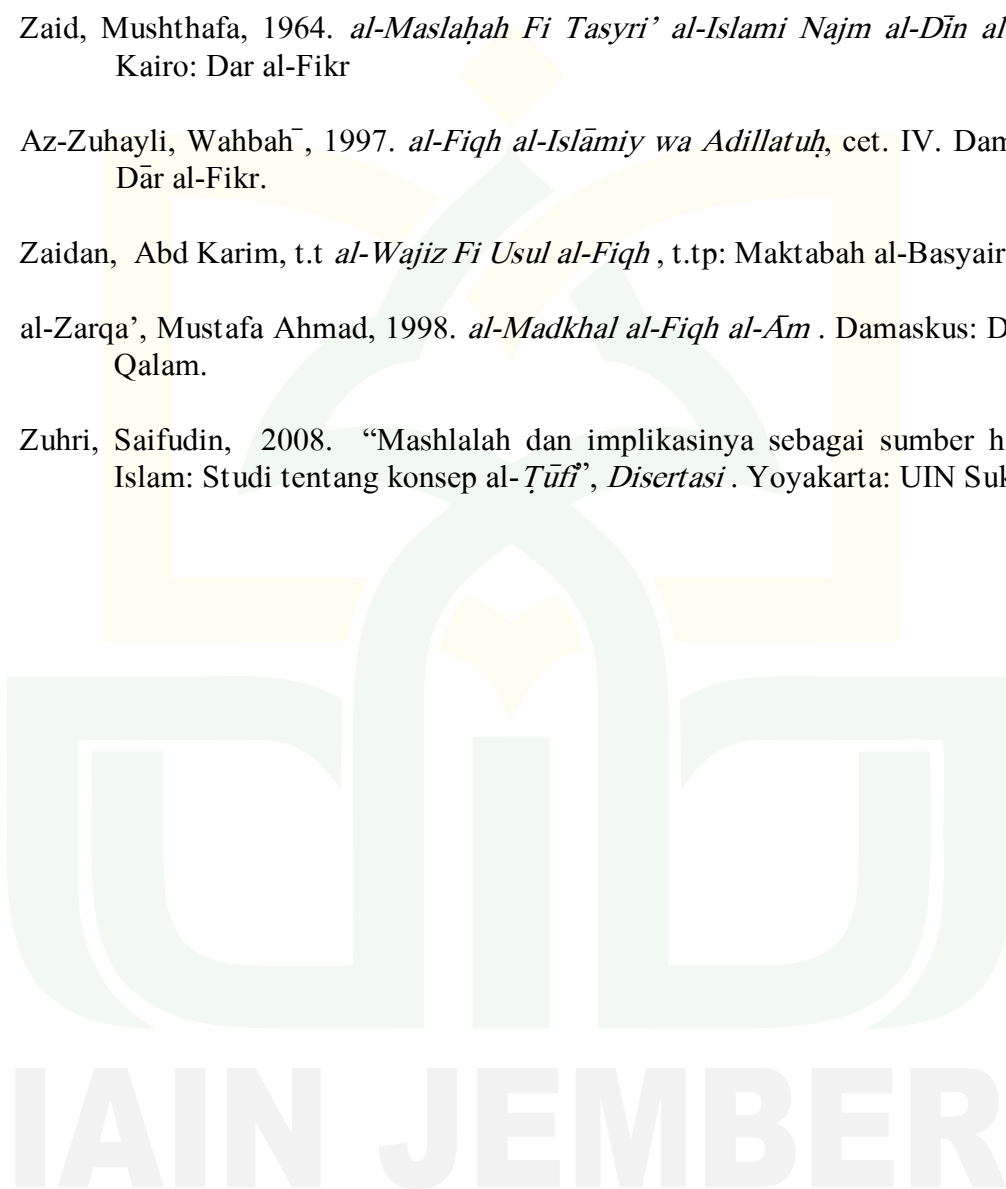 Zaid, Mushthafa, 1964. al-Maslaḥah Fi Tasyri’ al-Islami Najm al-Dīn al
Kairo: Dar al-Fikr
Az-Zuhayli, Wahbah¯, 1997. al-Fiqh al-Islāmiy wa Adillatuḥ, cet. IV. Dam
Dār al-Fikr.
Zaidan, Abd Karim, t.t al-Wajiz Fi Usul al-Fiqh , t.tp: Maktabah al-Basyair
al-Zarqa’, Mustafa Ahmad, 1998. al-Madkhal al-Fiqh al-Ām . Damaskus: D
Qalam.
Zuhri, Saifudin, 2008. “Mashlalah dan implikasinya sebagai sumber h
Islam: Studi tentang konsep al-Ṭūfi”, Disertasi . Yoyakarta: UIN Suk
IAIN JEMBER